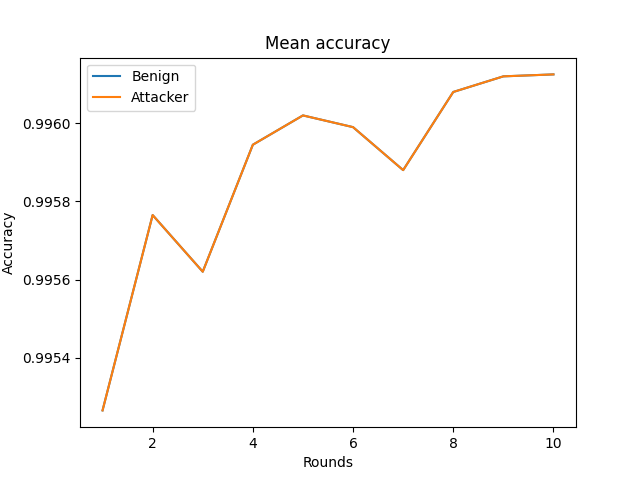 Mean accuracy
Benign
Attacker
0.9960
0.9958
0.9956
0.9954
Accuracy
2 4 6 8 10
Rounds